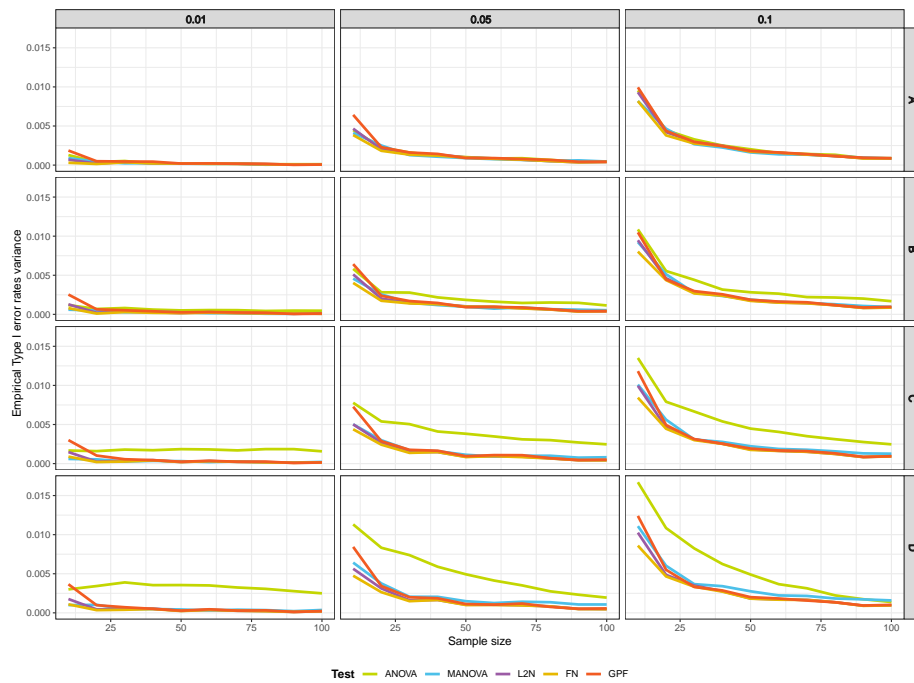 0.01 0.05 0.1
0.015
0.010
0.005
0.000
A
0.015
0.010
0.005
0.000
B
0.015
0.010
0.005
0.000
C
0.015
0.010
0.005
0.000
D
25 50 75 100 25 50 75 100 25 50 75 100
Empirical Type I error rates variance
Sample size
Test ANOVA MANOVA L2N FN GPF